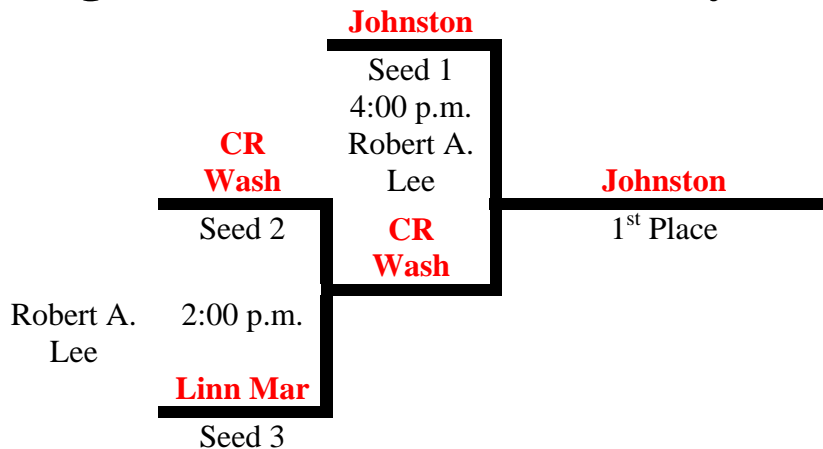 Johnston
Seed 1
4:00 p.m.
Robert A.
Lee
CR
Wash
Seed 2
CR
Wash
Johnston
1st Place
Robert A.
Lee
2:00 p.m.
Linn Mar
Seed 3